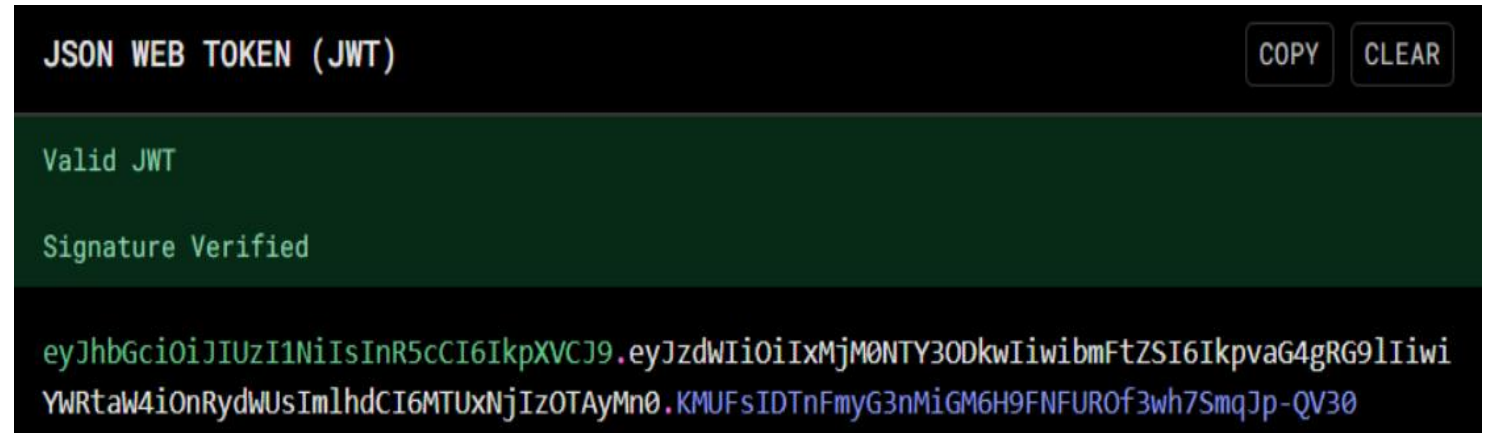 JSON WEB TOKEN (JWT)
COPY
CLEAR
Valid JWT
Signature Verified
eyJhbGciOiJIUzI1NiIsInR5cCI6IkpXVCJ9.eyJzdWIiOiIxMjM0NTY3ODkwIiwibmFtZSI6IkpvaG4gRG9lIiwi
YWRtaW4iOnRydWUsImlhdCI6MTUxNjIzOTAyMn0.KMUFsIDTnFmyG3nMiGM6H9FNFUROf3wh7SmqJp-QV30